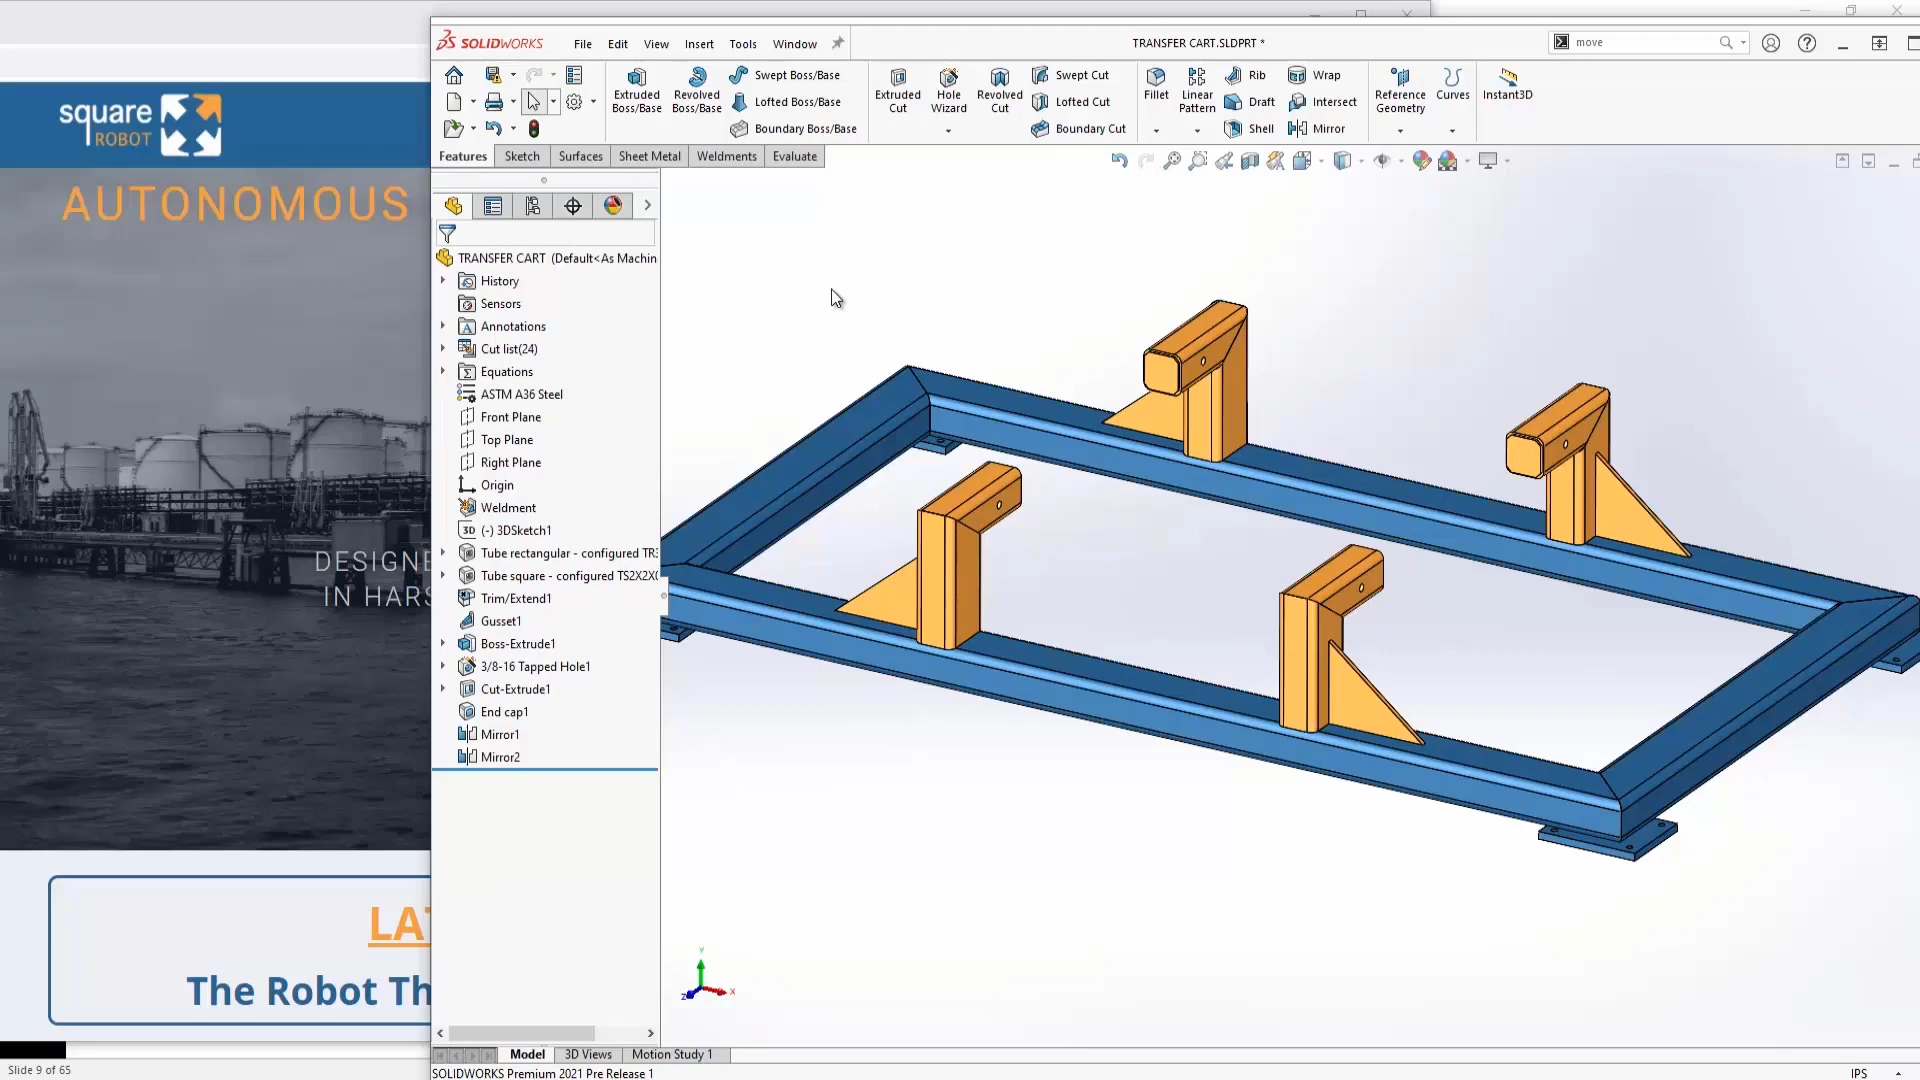 square
ROBOT
AUTONOMOUS
DESIGNE
IN HARS
LAT
The Robot Th
Slide 9 of 65
SOLIDWORKS
File
Edit
View
Insert
Tools
Window
TRANSFER CART.SLDPRT *
move
Extruded Boss/Base
Revolved Boss/Base
Swept Boss/Base
Lofted Boss/Base
Boundary Boss/Base
Extruded Cut
Hole Wizard
Revolved Cut
Swept Cut
Lofted Cut
Boundary Cut
Fillet
Linear Pattern
Rib
Draft
Shell
Wrap
Intersect
Mirror
Reference Geometry
Curves
Instant3D
Features
Sketch
Surfaces
Sheet Metal
Weldments
Evaluate
TRANSFER CART (Default<As Machin
History
Sensors
Annotations
Cut list(24)
Equations
ASTM A36 Steel
Front Plane
Top Plane
Right Plane
Origin
Weldment
3D (-) 3DSketch1
Tube rectangular - configured TR3
Tube square - configured TS2X2X0
Trim/Extend1
Gusset1
Boss-Extrude1
3/8-16 Tapped Hole1
Cut-Extrude1
End cap1
Mirror1
Mirror2
Y
X
Z
Model
3D Views
Motion Study 1
SOLIDWORKS Premium 2021 Pre Release 1
IPS